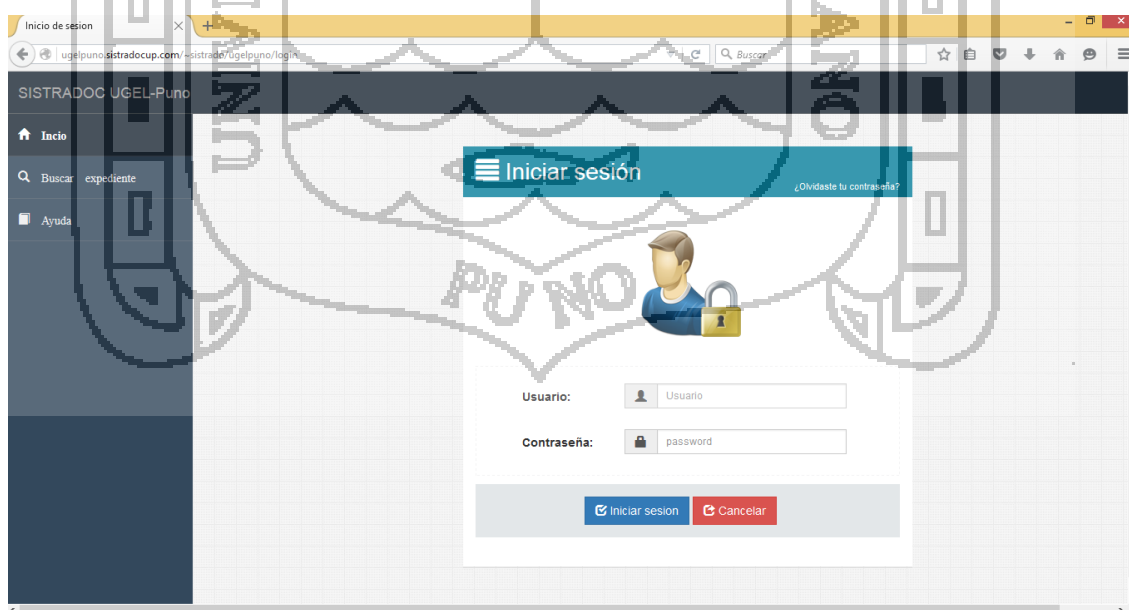 Inicio de sesion
ugelpuno.sistradocup.com/~sistrado/ugelpuno/login
Buscar
SISTRADOC UGEL-Puno
Incio
Buscar expediente
Ayuda
Iniciar sesión
¿Olvidaste tu contraseña?
PUNO
Usuario:
Usuario
Contraseña:
password
Iniciar sesion
Cancelar